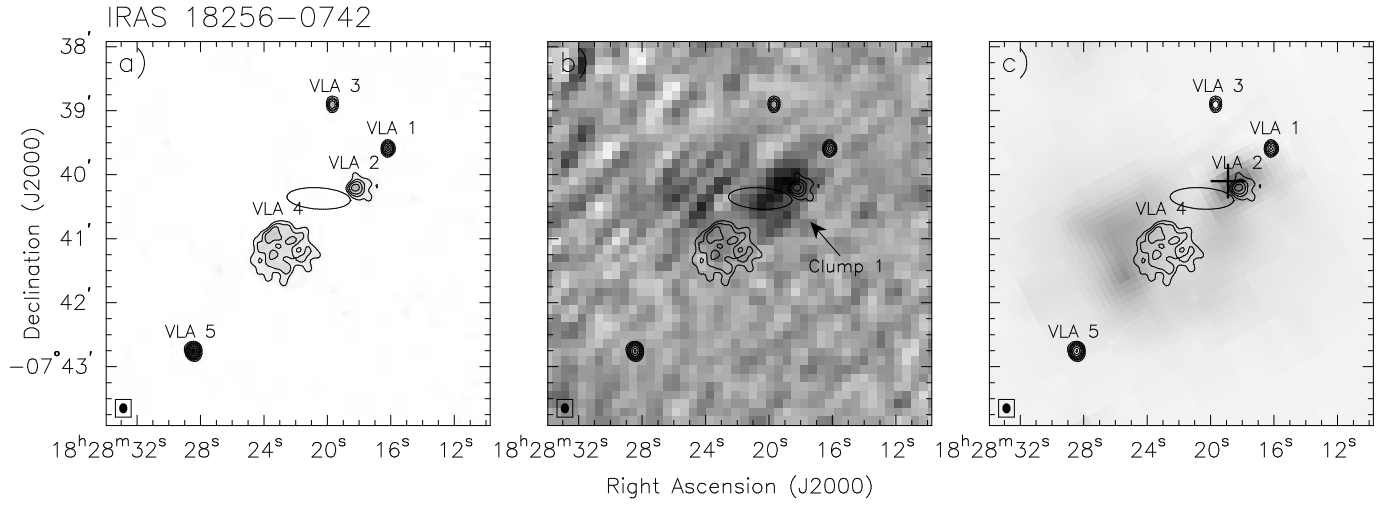 IRAS 18256−0742
a)
b)
c)
VLA 3
VLA 1
VLA 2
VLA 4
VLA 5
Clump 1
VLA 3
VLA 1
VLA 2
VLA 4
VLA 5
38′
39′
40′
41′
42′
−07°43′
Declination (J2000)
18ʰ28ᵐ32ˢ 28ˢ 24ˢ 20ˢ 16ˢ 12ˢ 18ʰ28ᵐ32ˢ 28ˢ 24ˢ 20ˢ 16ˢ 12ˢ 18ʰ28ᵐ32ˢ 28ˢ 24ˢ 20ˢ 16ˢ 12ˢ
Right Ascension (J2000)